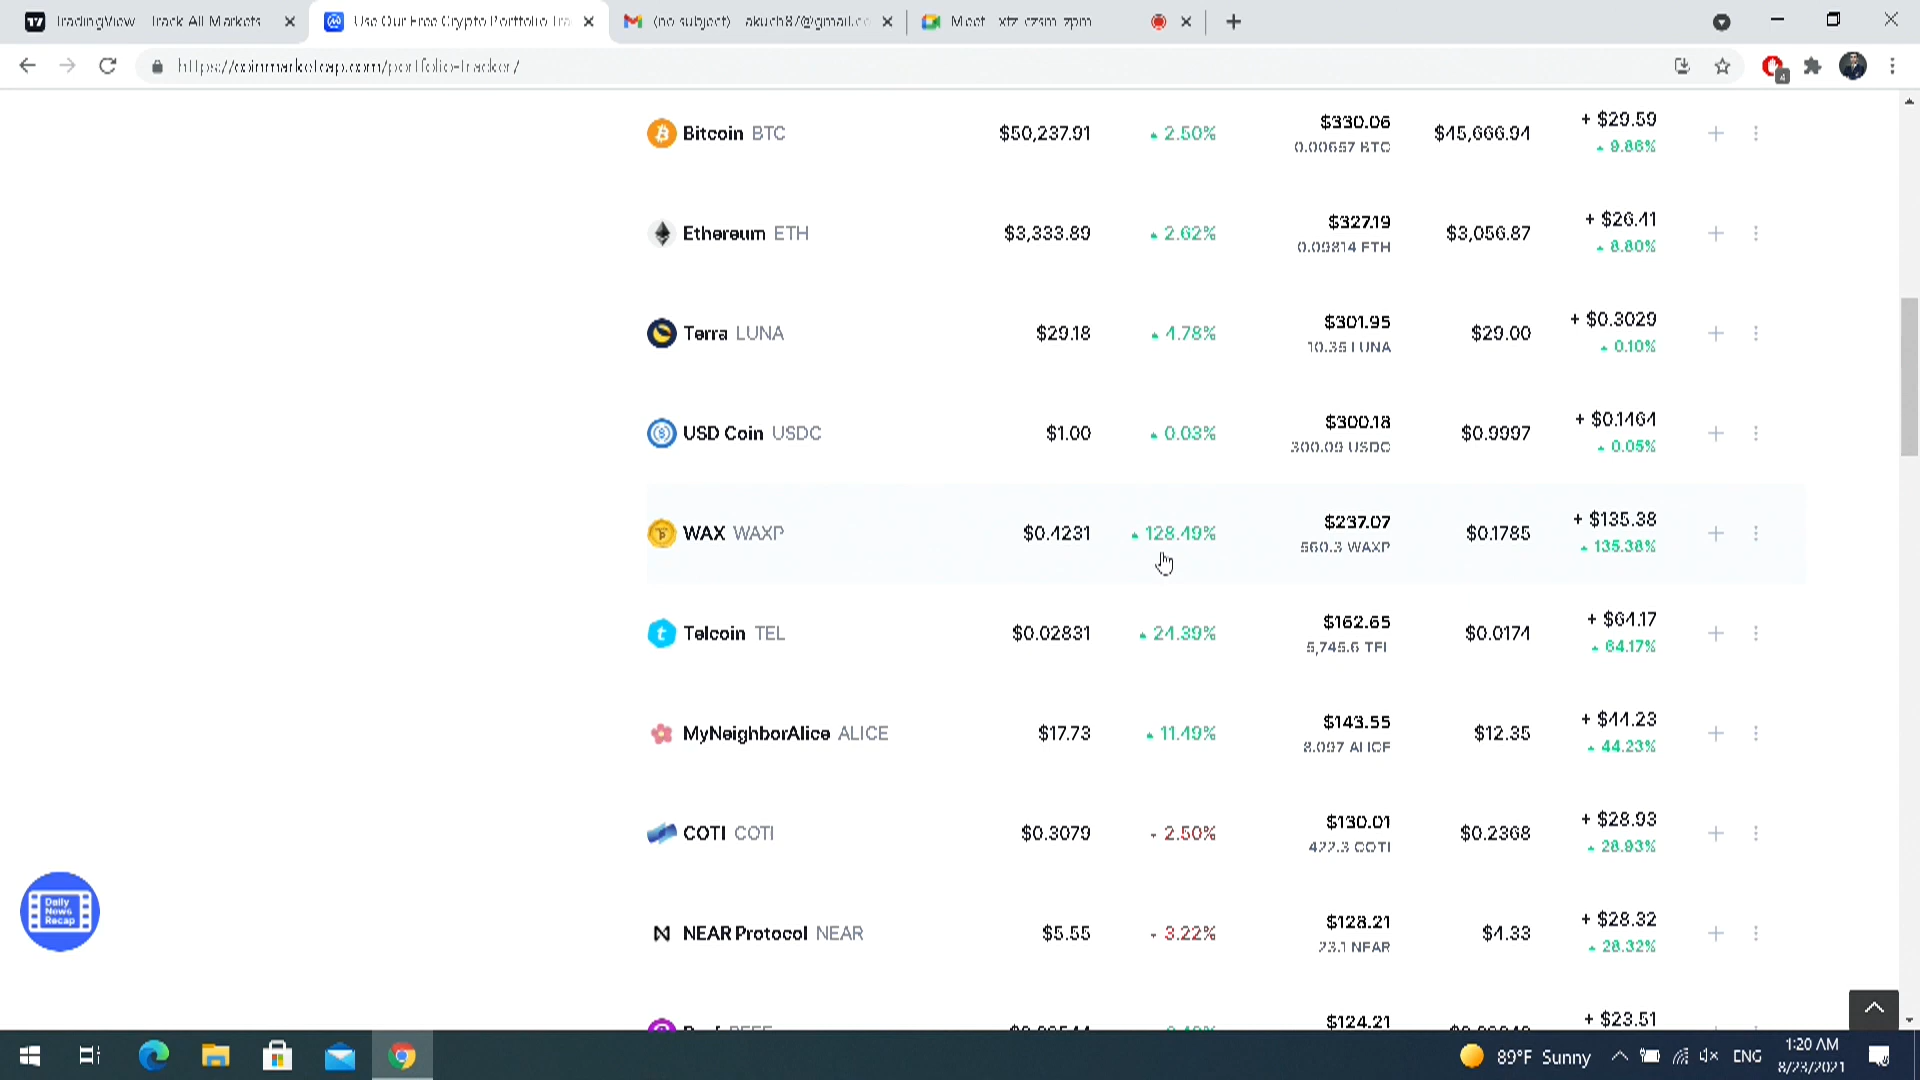 TradingView – Track All Markets
Use Our Free Crypto Portfolio Tra
(no subject) - akuch87@gmail.co
Meet - xtz-czsm-zpm
https://coinmarketcap.com/portfolio-tracker/
4
Bitcoin BTC $50,237.91 2.50% $330.06 $45,666.94 + $29.59
0.00657 BTC 9.86%
Ethereum ETH $3,333.89 2.62% $327.19 $3,056.87 + $26.41
0.09814 ETH 8.80%
Terra LUNA $29.18 4.78% $301.95 $29.00 + $0.3029
10.35 LUNA 0.10%
USD Coin USDC $1.00 0.03% $300.18 $0.9997 + $0.1464
300.09 USDC 0.05%
WAX WAXP $0.4231 128.49% $237.07 $0.1785 + $135.38
560.3 WAXP 135.38%
Telcoin TEL $0.02831 24.39% $162.65 $0.0174 + $64.17
5,745.6 TEL 64.17%
MyNeighborAlice ALICE $17.73 11.49% $143.55 $12.35 + $44.23
8.097 ALICE 44.23%
COTI COTI $0.3079 2.50% $130.01 $0.2368 + $28.93
422.3 COTI 28.93%
Daily
News
Recap
NEAR Protocol NEAR $5.55 3.22% $128.21 $4.33 + $28.32
23.1 NEAR 28.32%
$124.21 + $23.51
89°F Sunny ENG 1:20 AM
8/23/2021